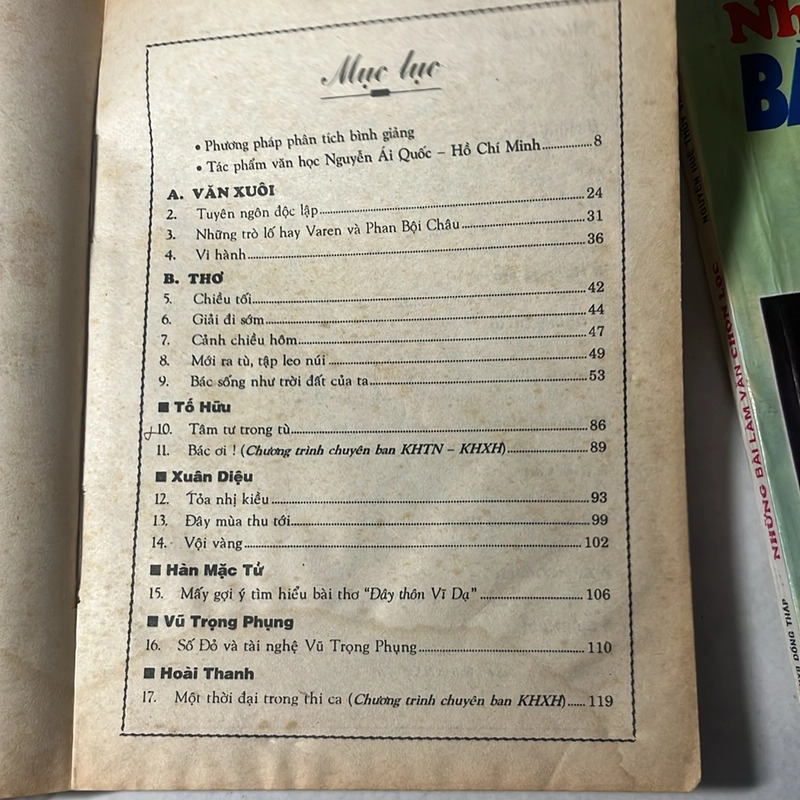 Mục lục
• Phương pháp phân tích bình giảng
• Tác phẩm văn học Nguyễn Ái Quốc – Hồ Chí Minh............... 8
A. VĂN XUÔI ............... 24
2. Tuyên ngôn độc lập............... 31
3. Những trò lố hay Varen và Phan Bội Châu............... 36
4. Vi hành...............
B. THƠ ............... 42
5. Chiều tối............... 44
6. Giải đi sớm............... 47
7. Cảnh chiều hôm............... 49
8. Mới ra tù, tập leo núi............... 53
9. Bác sống như trời đất của ta...............
■ Tố Hữu
10. Tâm tư trong tù............... 86
11. Bác ơi ! (Chương trình chuyên ban KHTN – KHXH)............... 89
■ Xuân Diệu
12. Tỏa nhị kiều............... 93
13. Đây mùa thu tới............... 99
14. Vội vàng............... 102
■ Hàn Mặc Tử
15. Mấy gợi ý tìm hiểu bài thơ “Đây thôn Vĩ Dạ”............... 106
■ Vũ Trọng Phụng
16. Số Đỏ và tài nghệ Vũ Trọng Phụng............... 110
■ Hoài Thanh
17. Một thời đại trong thi ca (Chương trình chuyên ban KHXH)...... 119
NHỮNG BÀI LÀM VĂN CHỌN LỌC
ĐỒNG THÁP